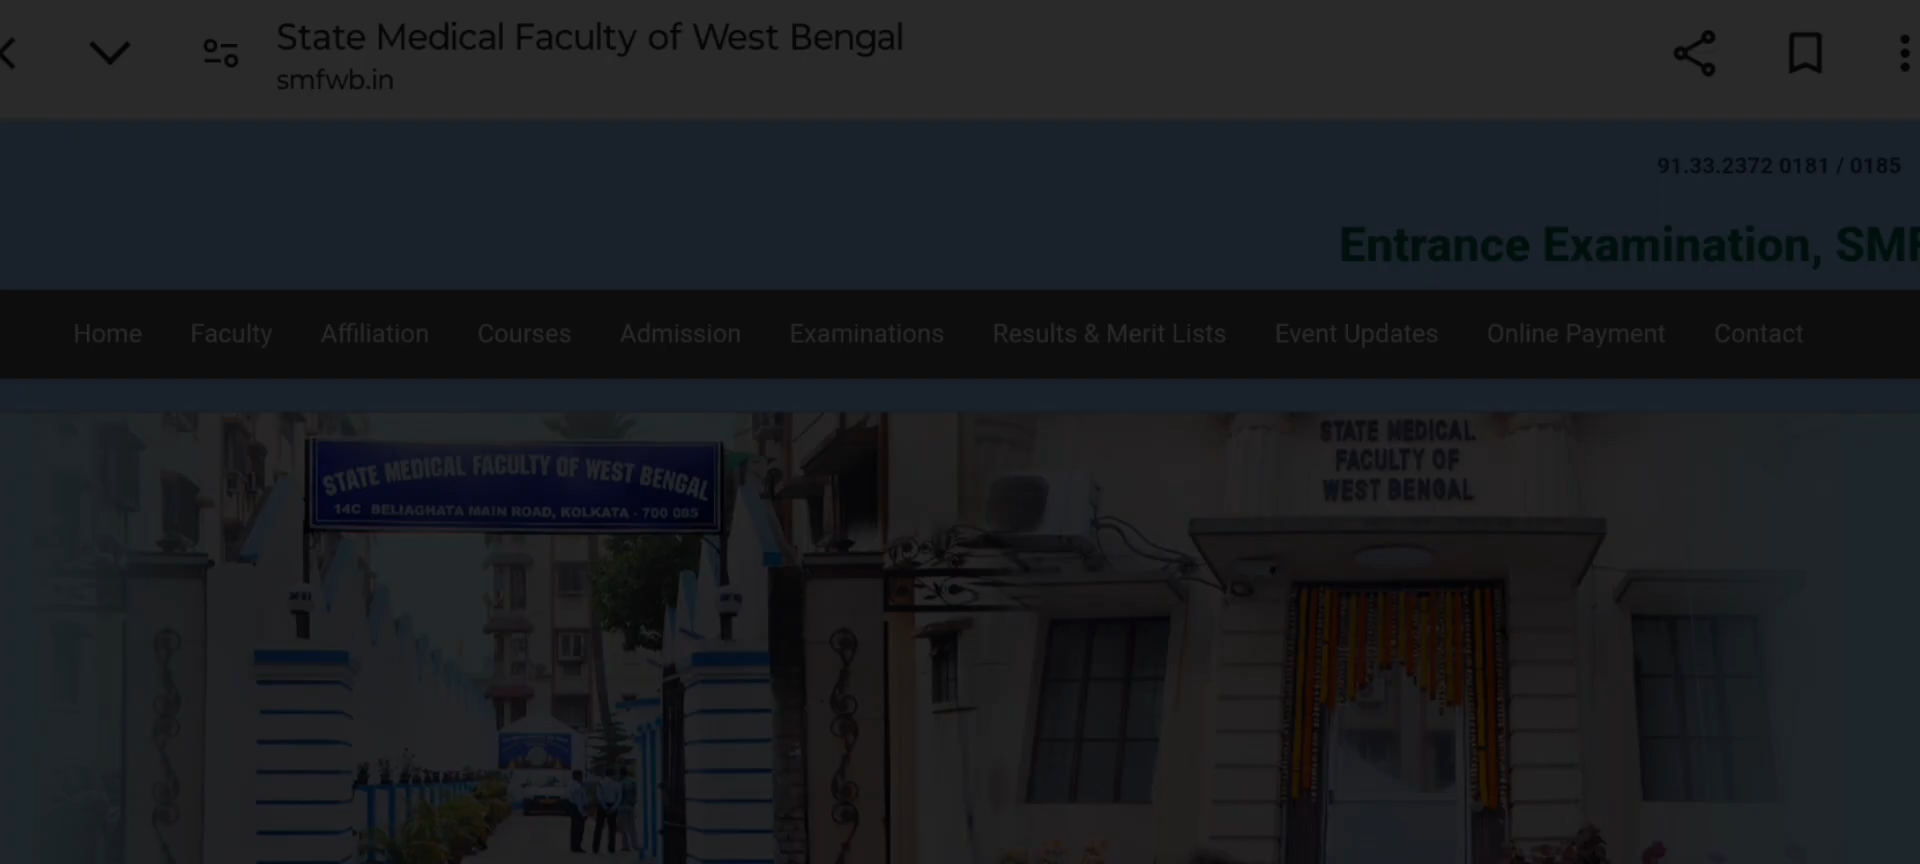 State Medical Faculty of West Bengal
smfwb.in
91.33.2372 0181 / 0185
Entrance Examination, SMF
Home Faculty Affiliation Courses Admission Examinations Results & Merit Lists Event Updates Online Payment Contact
STATE MEDICAL FACULTY OF WEST BENGAL
14C BELIAGHATA MAIN ROAD, KOLKATA - 700 085
STATE MEDICAL
FACULTY OF
WEST BENGAL